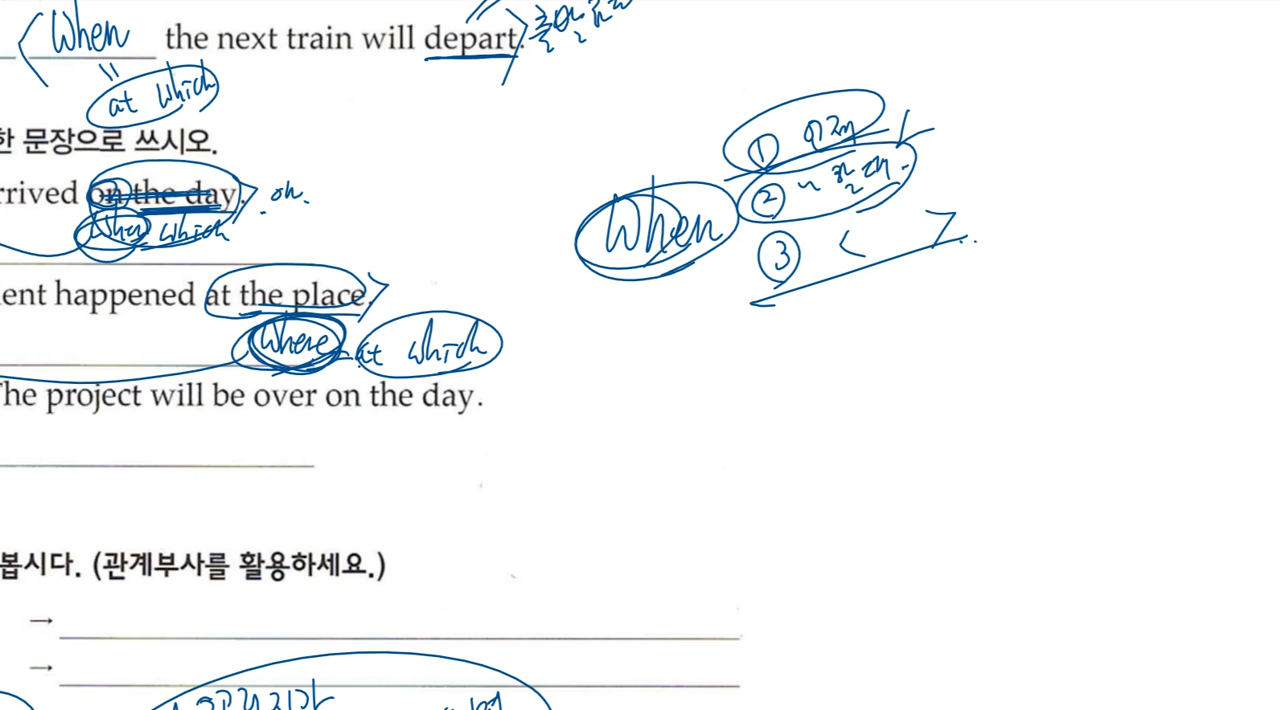 When the next train will depart.
at which
한 문장으로 쓰시오.
rrived on the day. on.
When which
When
① 언제
② ~할 때.
③ < >
ent happened at the place.
where at which
The project will be over on the day.
봅시다. (관계부사를 활용하세요.)
→
→